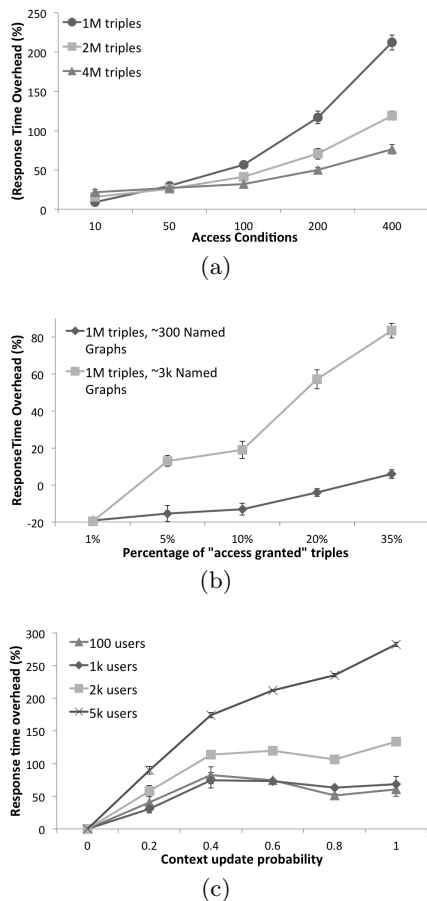 (Response Time Overhead (%)
250
200
150
100
50
0
1M triples
2M triples
4M triples
10 50 100 200 400
Access Conditions
(a)
ResponseTime Overhead (%)
80
60
40
20
0
-20
1M triples, ~300 Named
Graphs
1M triples, ~3k Named
Graphs
1% 5% 10% 20% 35%
Percentage of "access granted" triples
(b)
Response time overhead (%)
300
250
200
150
100
50
0
100 users
1k users
2k users
5k users
0 0.2 0.4 0.6 0.8 1
Context update probability
(c)